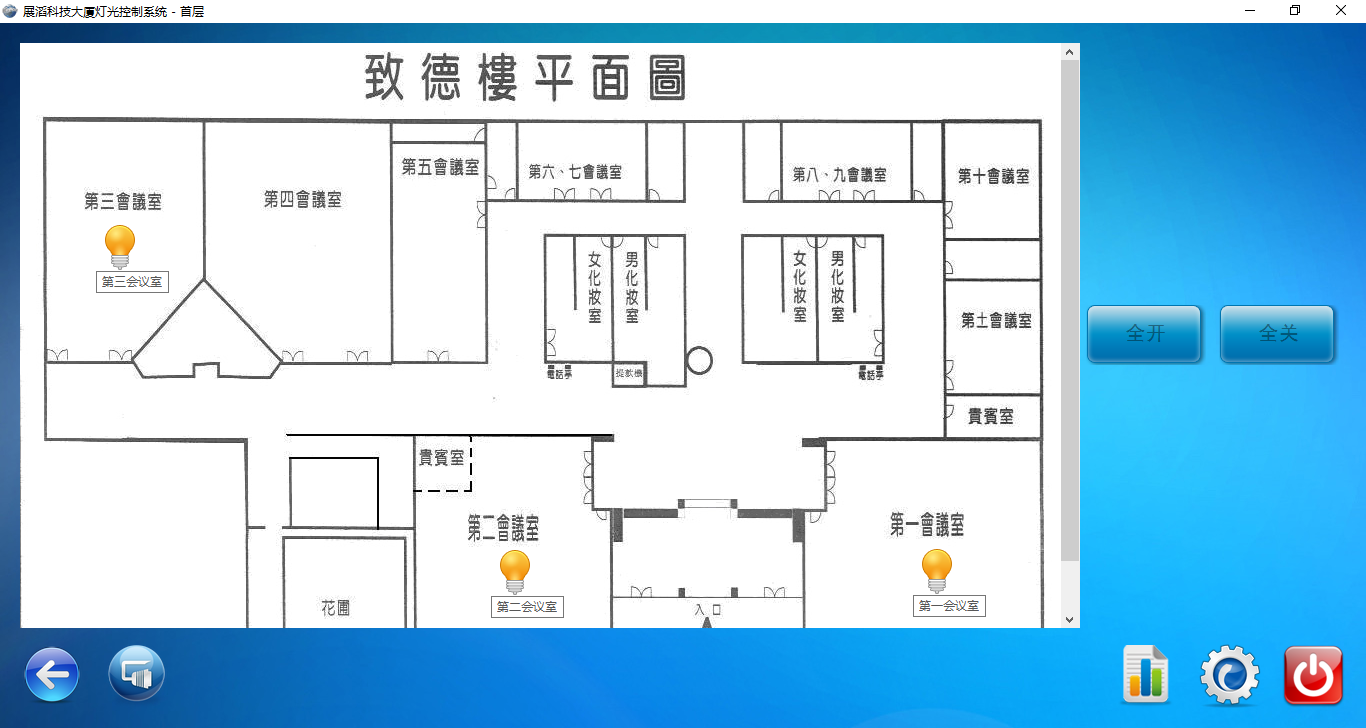 展滔科技大廈灯光控制系统 - 首层
致德樓平面圖
第三會議室
第四會議室
第五會議室
第六、七會議室
第八、九會議室
第十會議室
第三会议室
女化妝室
男化妝室
女化妝室
男化妝室
第土會議室
全开
全关
電話亭
提款機
電話亭
貴賓室
貴賓室
第二會議室
第一會議室
第二会议室
第一会议室
花圃
入口